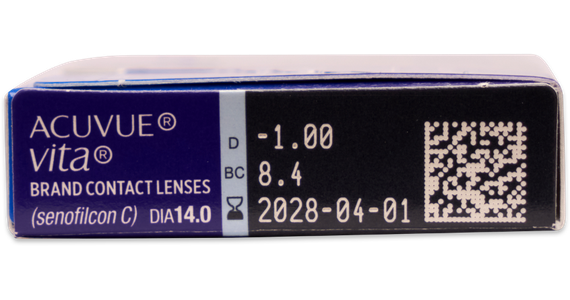 ACUVUE®
vita®
BRAND CONTACT LENSES
(senofilcon C) DIA14.0
D -1.00
BC 8.4
2028-04-01